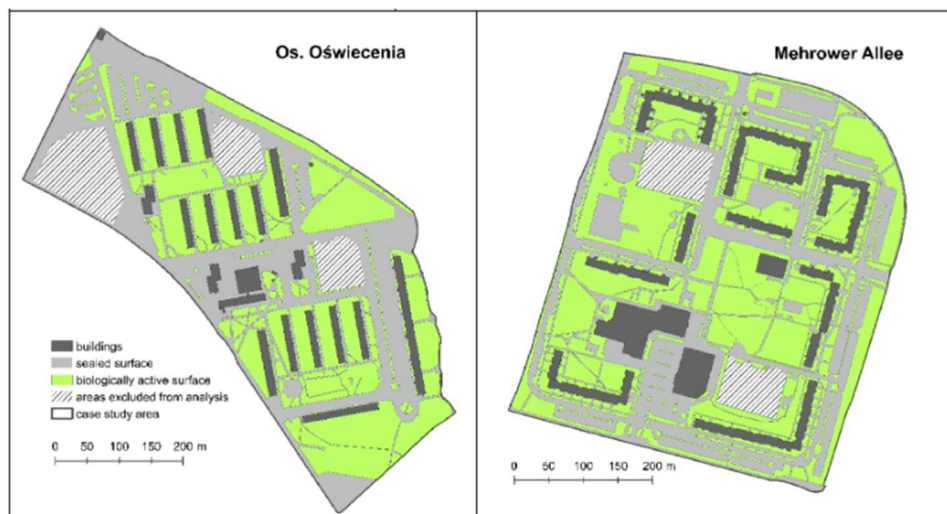 Os. Oświecenia
buildings
sealed surface
biologically active surface
areas excluded from analysis
case study area
0 50 100 150 200 m
Mehrower Allee
0 50 100 150 200 m